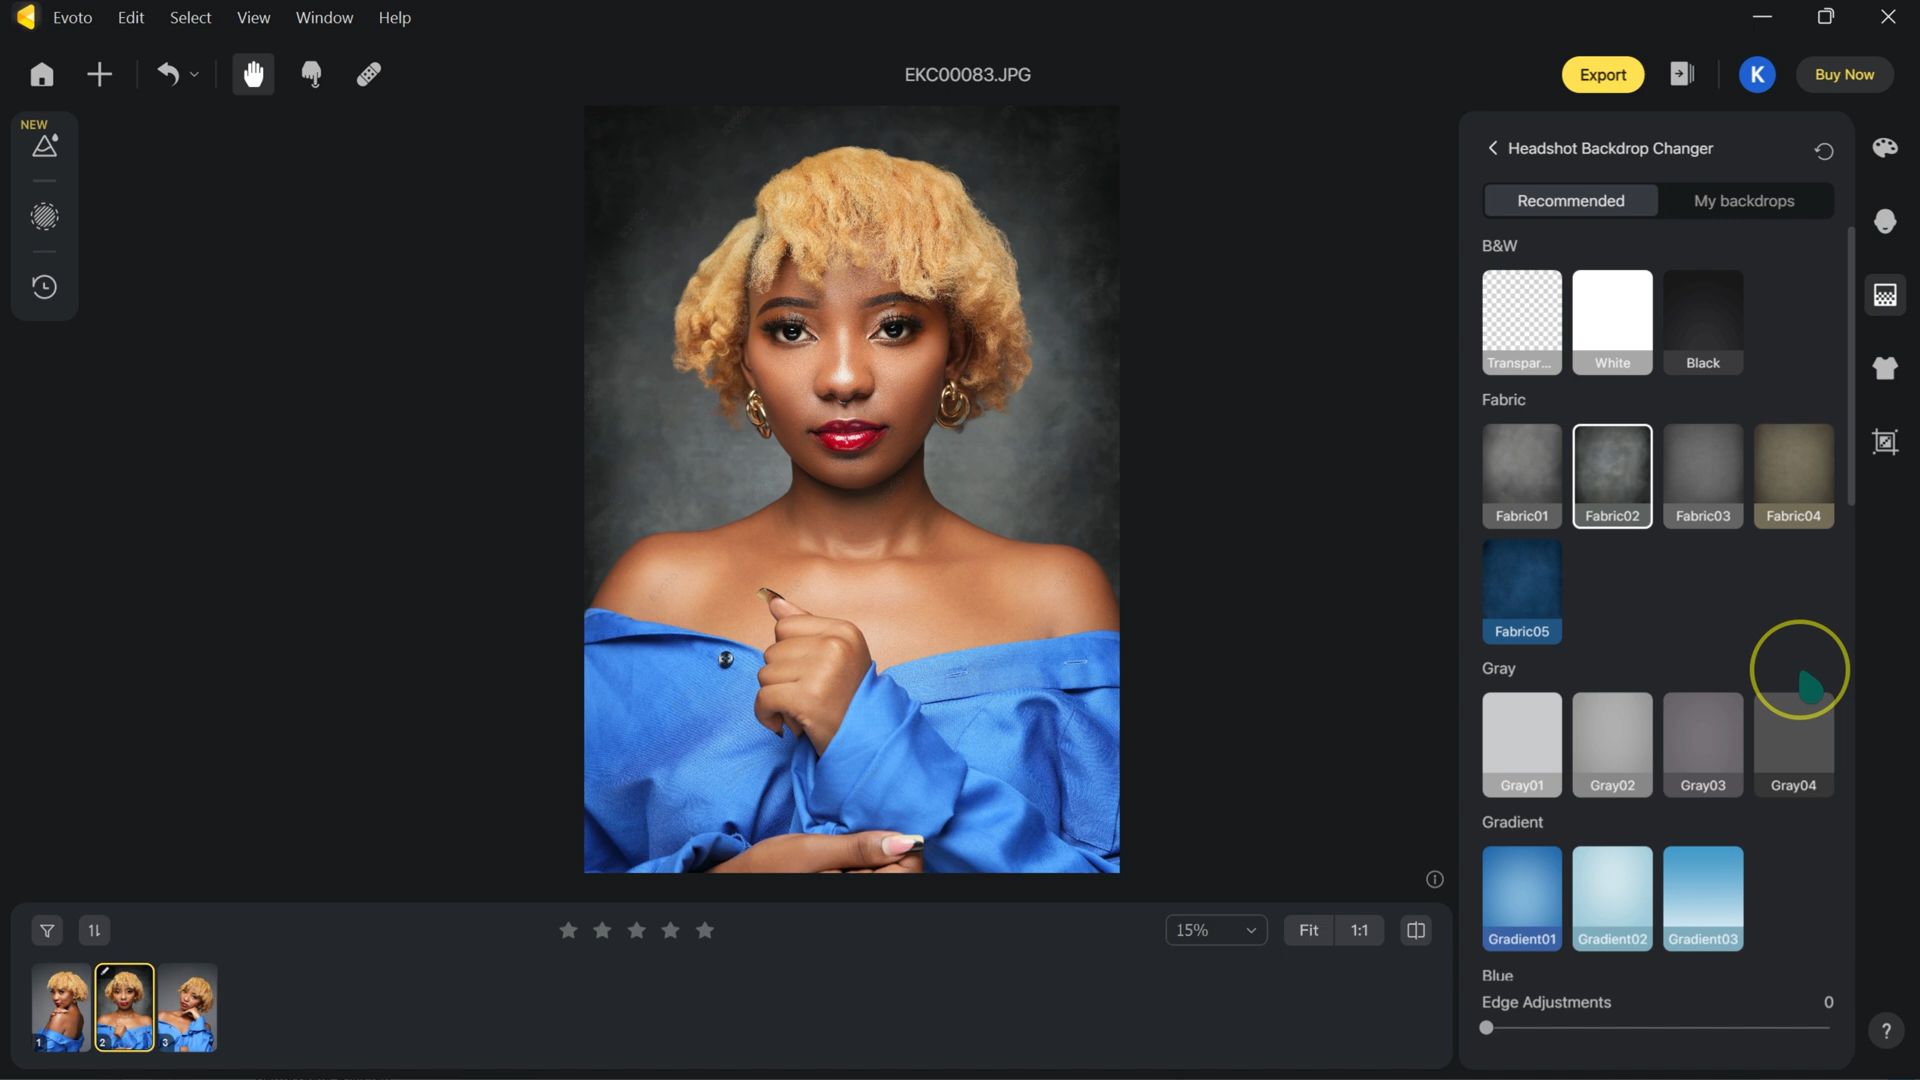 Evoto Edit Select View Window Help
EKC00083.JPG
Export
K
Buy Now
NEW
Headshot Backdrop Changer
Recommended My backdrops
B&W
Transpar... White Black
Fabric
Fabric01 Fabric02 Fabric03 Fabric04
Fabric05
Gray
Gray01 Gray02 Gray03 Gray04
Gradient
Gradient01 Gradient02 Gradient03
Blue
Edge Adjustments 0
15% Fit 1:1
1 2 3
?